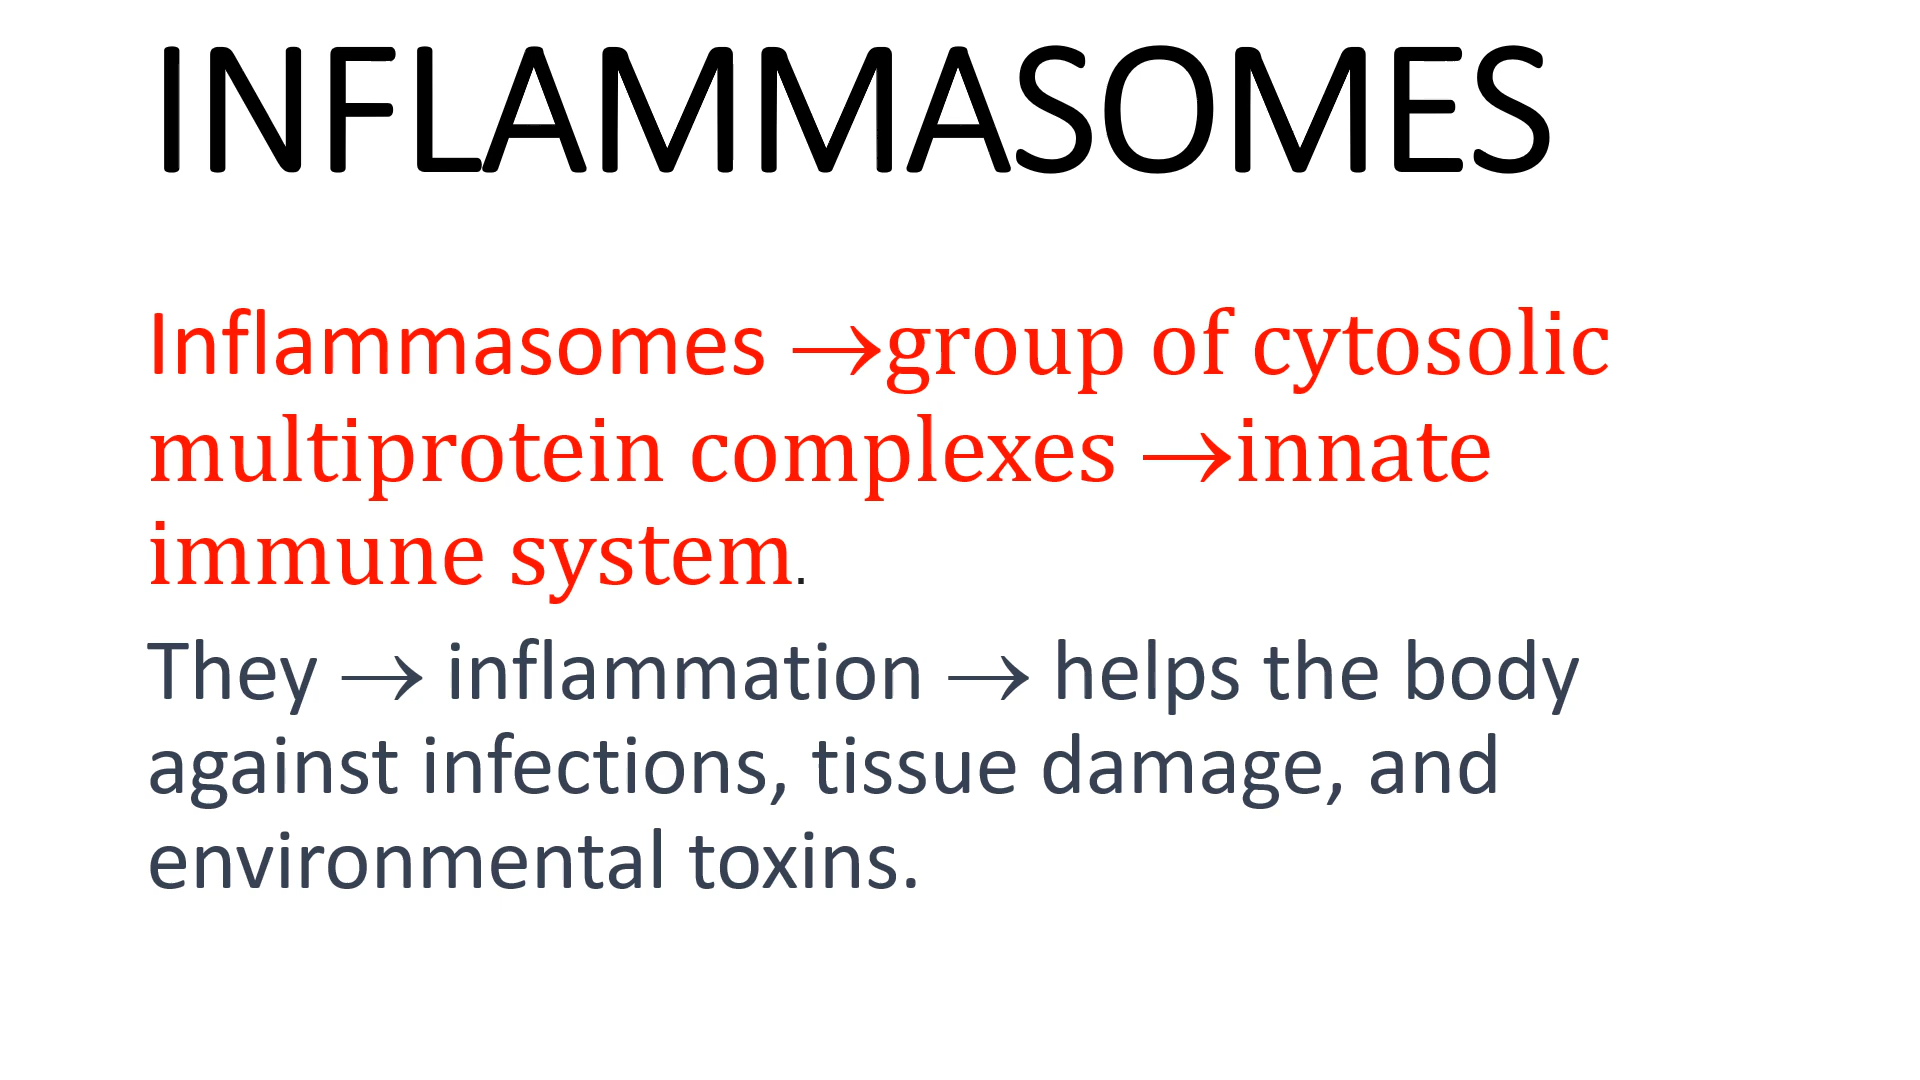 INFLAMMASOMES
Inflammasomes →group of cytosolic
multiprotein complexes →innate
immune system.
They → inflammation → helps the body
against infections, tissue damage, and
environmental toxins.